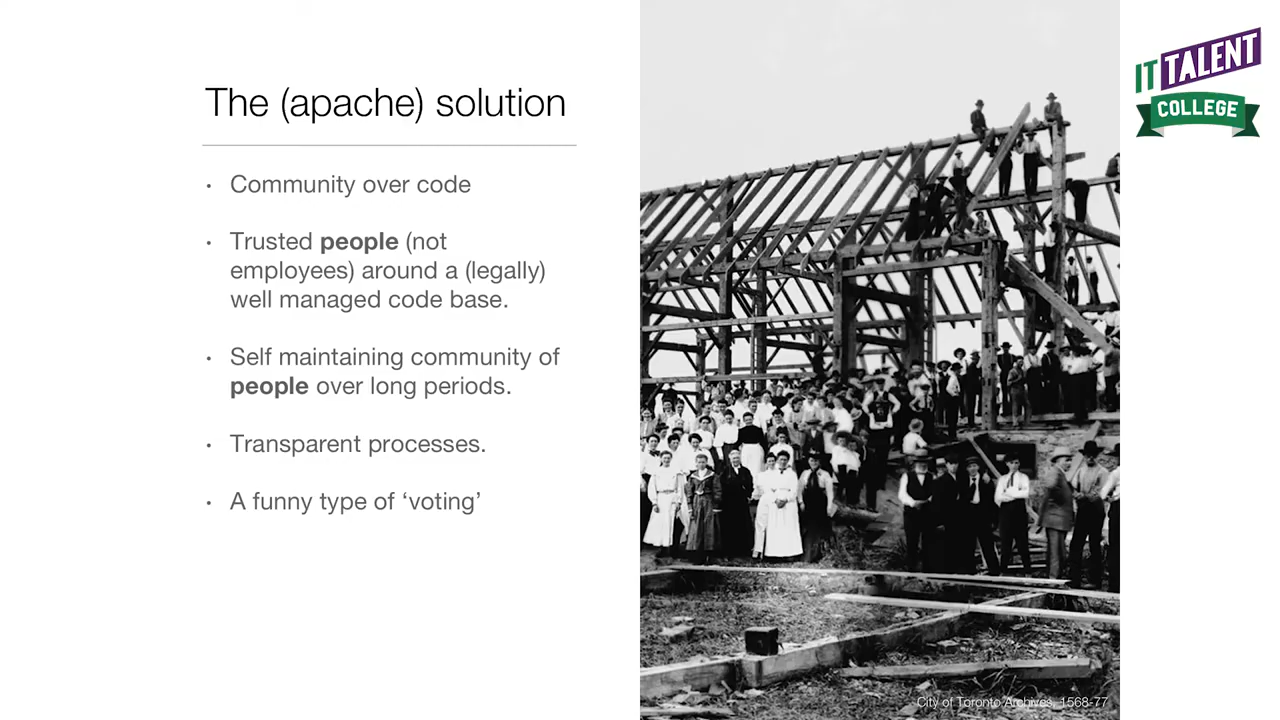 The (apache) solution
• Community over code
• Trusted people (not
employees) around a (legally)
well managed code base.
• Self maintaining community of
people over long periods.
• Transparent processes.
• A funny type of ‘voting’
IT TALENT
COLLEGE
City of Toronto Archives, 1568-77